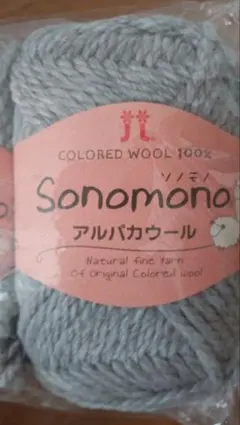 COLORED WOOL 100%
ソノモノ
Sonomono
アルパカウール
Natural fine Yarn
Of Original Colored wool